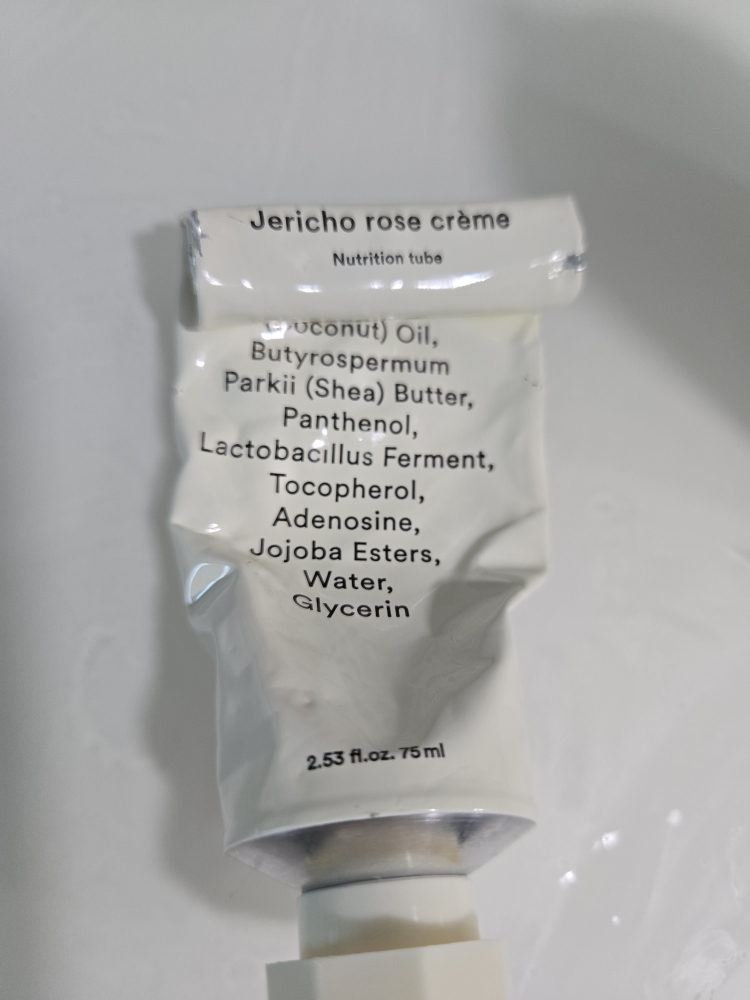 Jericho rose crème
Nutrition tube
(Coconut) Oil,
Butyrospermum
Parkii (Shea) Butter,
Panthenol,
Lactobacillus Ferment,
Tocopherol,
Adenosine,
Jojoba Esters,
Water,
Glycerin
2.53 fl.oz. 75 ml